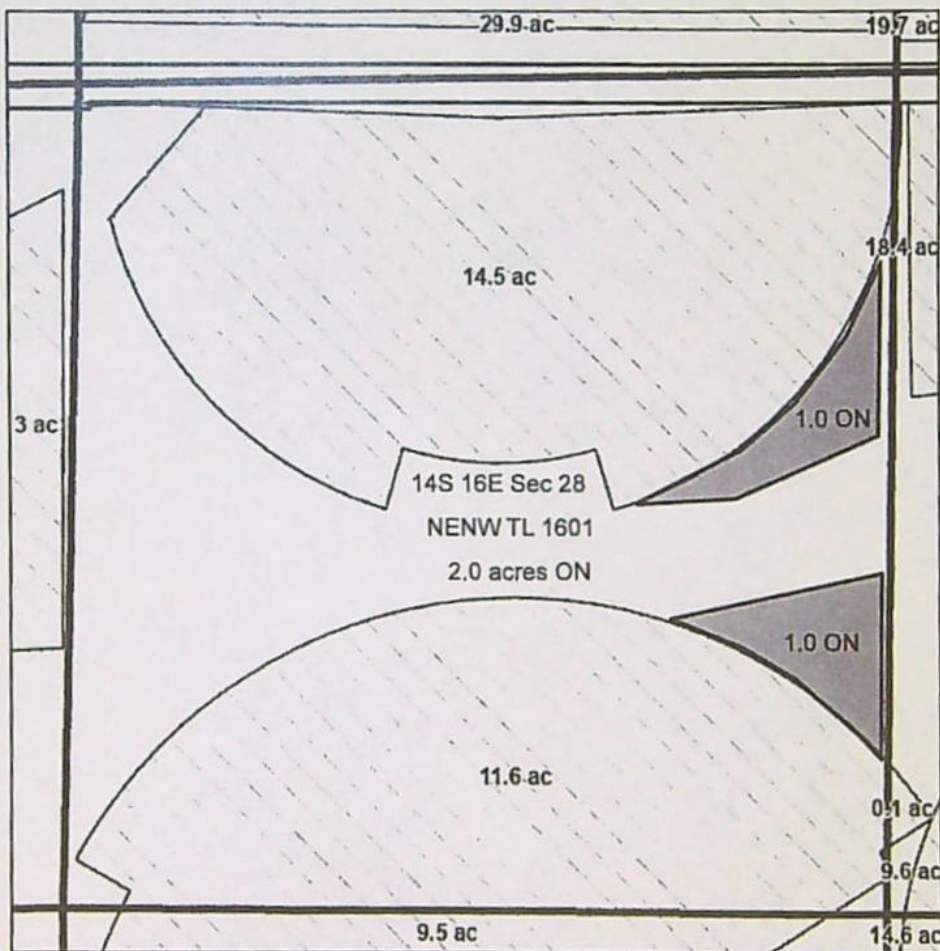 29.9 ac
19.7 ac
18.4 ac
14.5 ac
3 ac
1.0 ON
14S 16E Sec 28
NENW TL 1601
2.0 acres ON
1.0 ON
11.6 ac
0.1 ac
9.6 ac
9.5 ac
14.6 ac